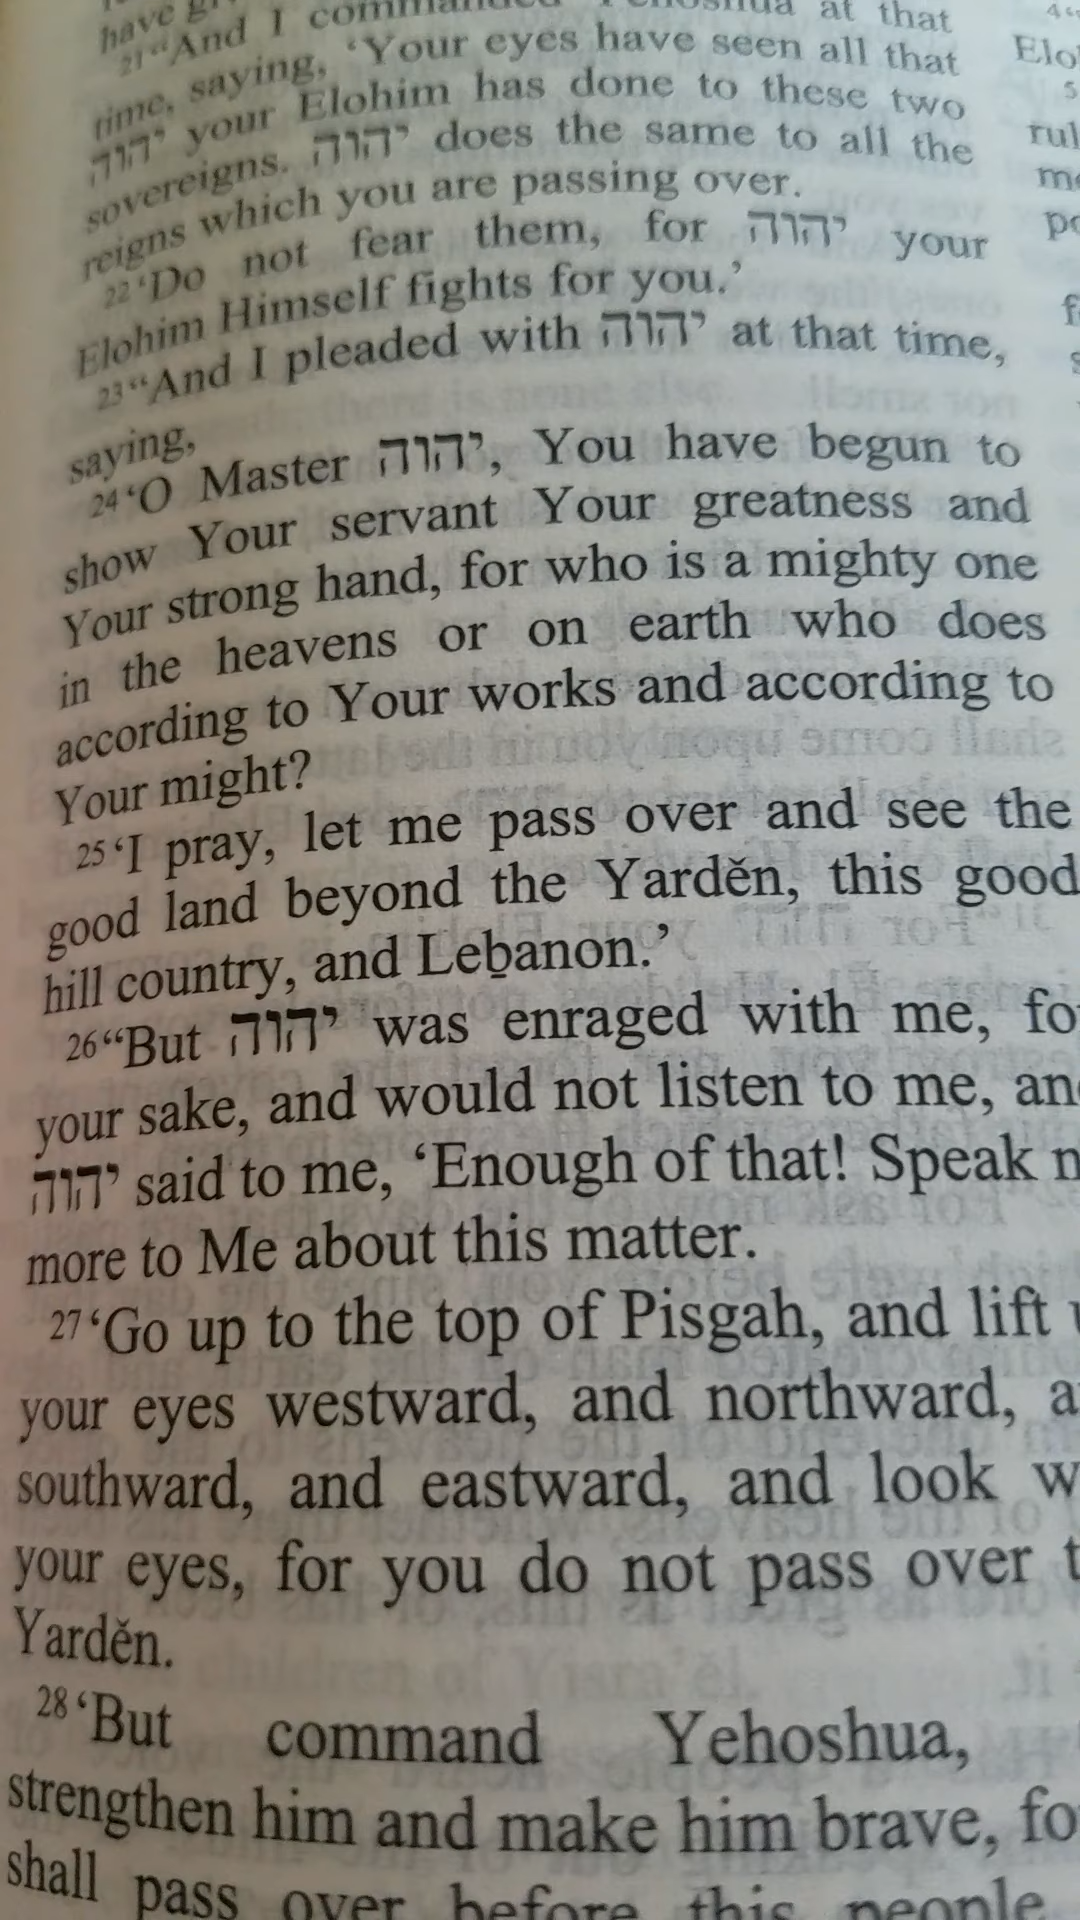 have
21“And I commanded Yehoshua at that
time, saying, ‘Your eyes have seen all that
יהוה your Elohim has done to these two
sovereigns. יהוה does the same to all the
reigns which you are passing over.
22‘Do not fear them, for יהוה your
Elohim Himself fights for you.’
23“And I pleaded with יהוה at that time,
saying,
24‘O Master יהוה, You have begun to
show Your servant Your greatness and
Your strong hand, for who is a mighty one
in the heavens or on earth who does
according to Your works and according to
Your might?
25‘I pray, let me pass over and see the
good land beyond the Yardĕn, this good
hill country, and Leḇanon.’
26“But יהוה was enraged with me, fo
your sake, and would not listen to me, an
יהוה said to me, ‘Enough of that! Speak n
more to Me about this matter.
27‘Go up to the top of Pisgah, and lift
your eyes westward, and northward, a
southward, and eastward, and look w
your eyes, for you do not pass over t
Yardĕn.
28‘But command Yehoshua,
strengthen him and make him brave, fo
shall pass over before this people
Elo
5
rul